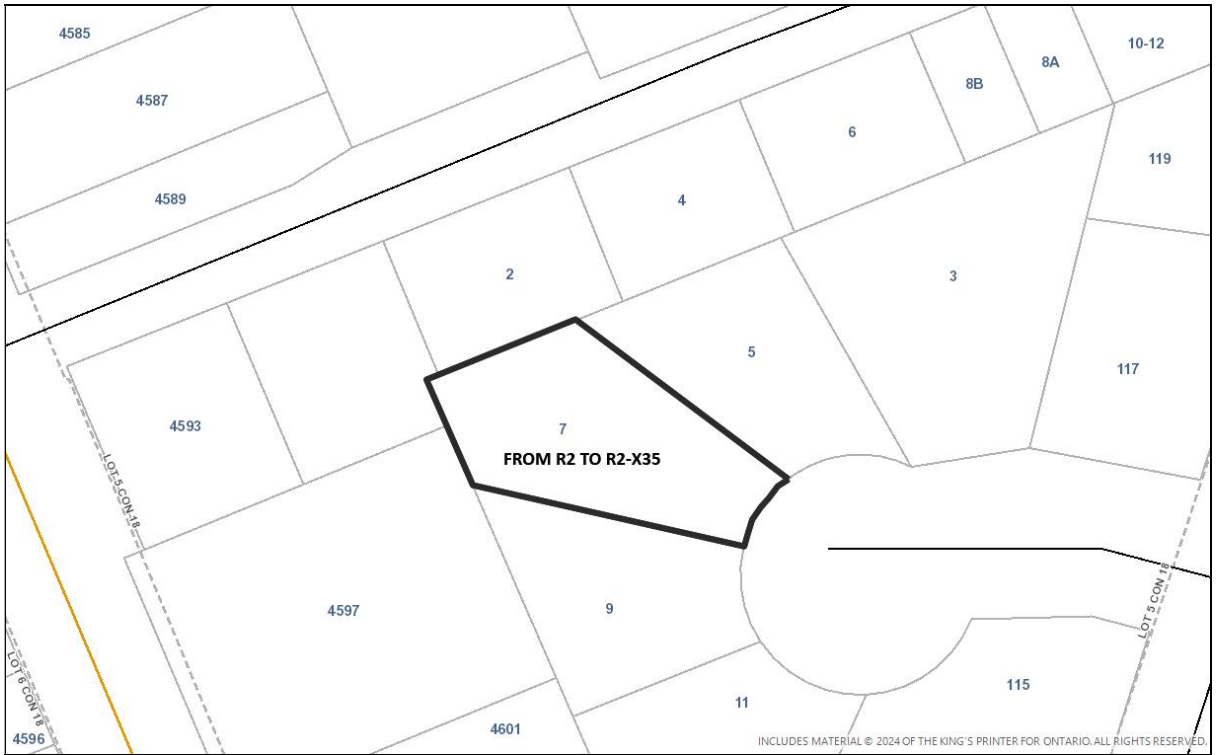 4585
10-12
8A
8B
4587
6
119
4589
4
2
3
5
117
4593
7
FROM R2 TO R2-X35
LOT 5 CON 18
LOT 5 CON 18
9
4597
LOT 6 CON 18
115
11
4601
4596
INCLUDES MATERIAL © 2024 OF THE KING'S PRINTER FOR ONTARIO. ALL RIGHTS RESERVED.